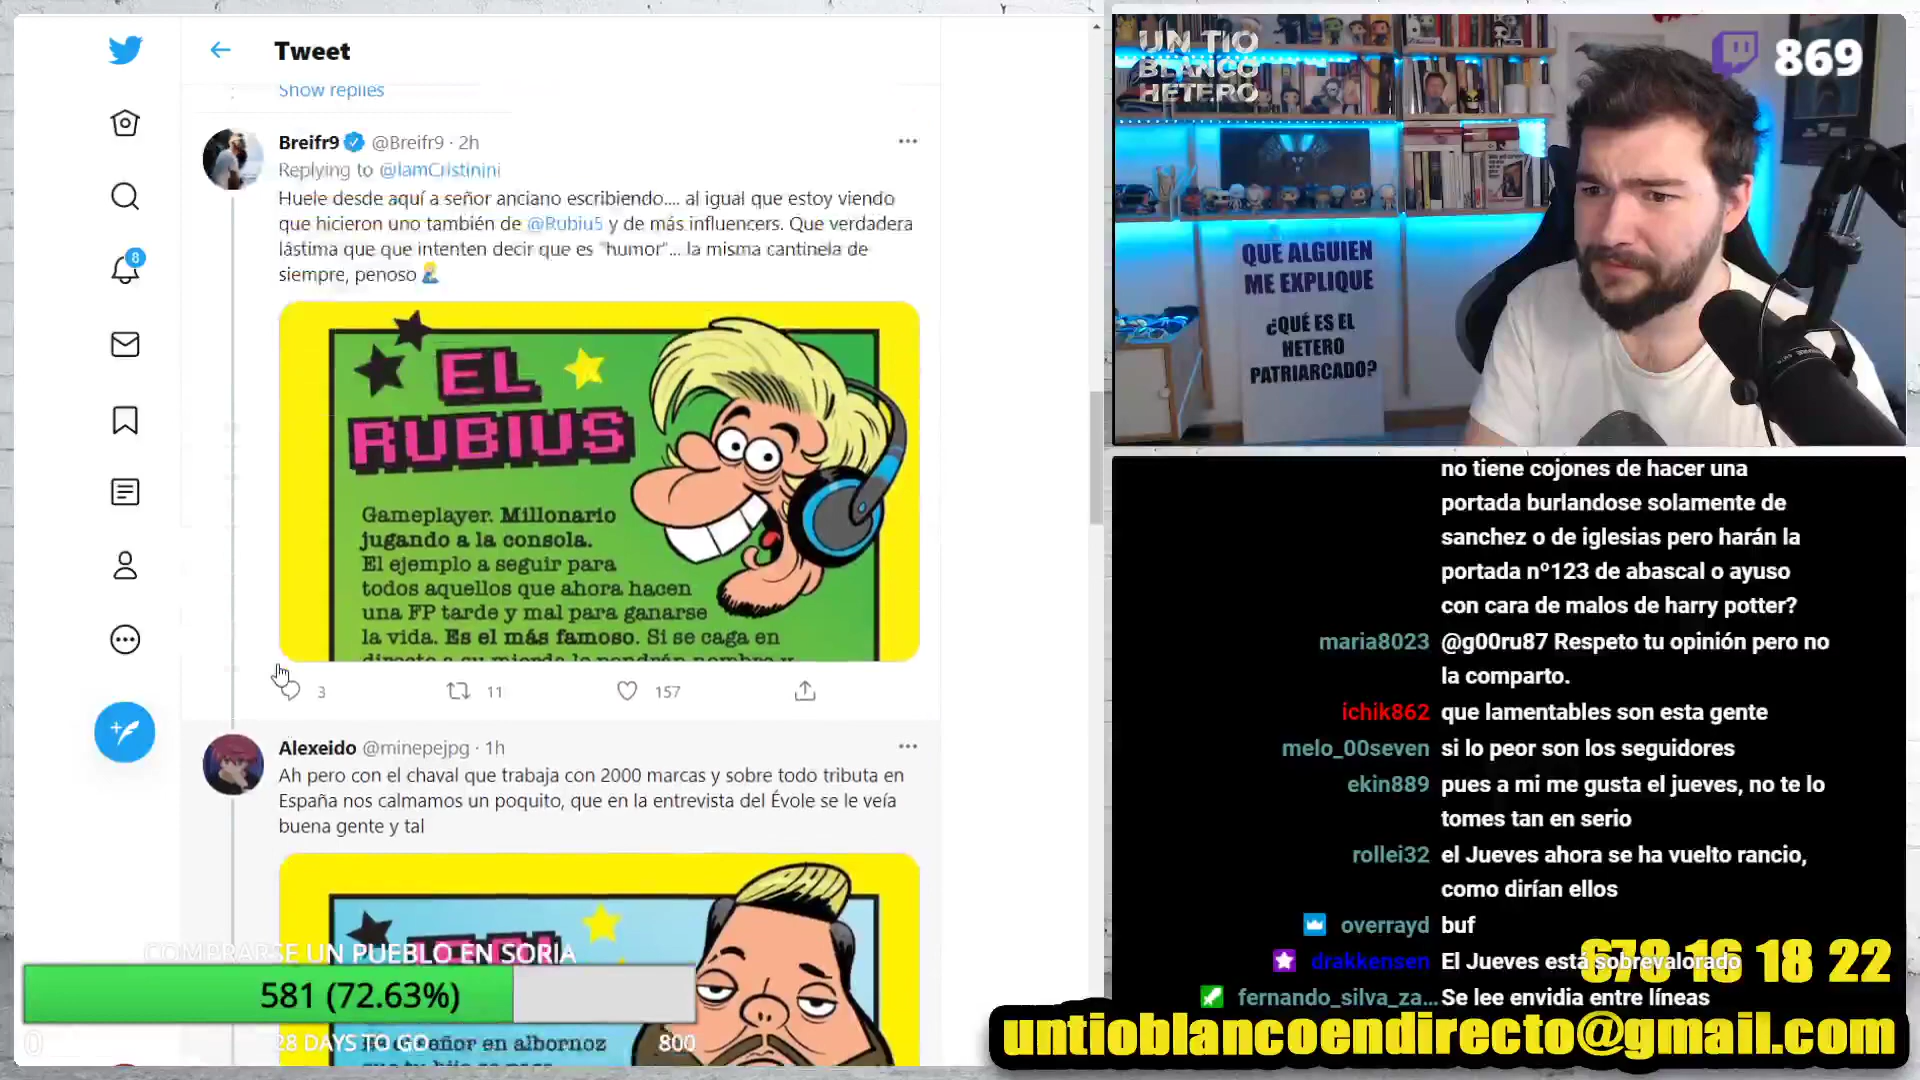 Tweet
Show replies
Breifr9 @Breifr9 · 2h
Replying to @IamCristinini
Huele desde aquí a señor anciano escribiendo.... al igual que estoy viendo
que hicieron uno también de @Rubiu5 y de más influencers. Que verdadera
lástima que que intenten decir que es "humor"... la misma cantinela de
siempre, penoso
EL
RUBIUS
Gameplayer. Millonario
jugando a la consola.
El ejemplo a seguir para
todos aquellos que ahora hacen
una FP tarde y mal para ganarse
la vida. Es el más famoso. Si se caga en
directo a su mierda le pondrán nombre y
3
11
157
Alexeido @minepejpg · 1h
Ah pero con el chaval que trabaja con 2000 marcas y sobre todo tributa en
España nos calmamos un poquito, que en la entrevista del Évole se le veía
buena gente y tal
señor en albornoz
8
COMPRARSE UN PUEBLO EN SORIA
581 (72.63%)
0
28 DAYS TO GO
800
UN TIO
BLANCO
HETERO
869
QUE ALGUIEN
ME EXPLIQUE
¿QUÉ ES EL
HETERO
PATRIARCADO?
no tiene cojones de hacer una
portada burlandose solamente de
sanchez o de iglesias pero harán la
portada nº123 de abascal o ayuso
con cara de malos de harry potter?
maria8023 @g00ru87 Respeto tu opinión pero no
la comparto.
ichik862 que lamentables son esta gente
melo_00seven si lo peor son los seguidores
ekin889 pues a mi me gusta el jueves, no te lo
tomes tan en serio
rollei32 el Jueves ahora se ha vuelto rancio,
como dirían ellos
overrayd buf
drakkensen El Jueves está sobrevalorado
fernando_silva_za... Se lee envidia entre líneas
678 16 18 22
untioblancoendirecto@gmail.com